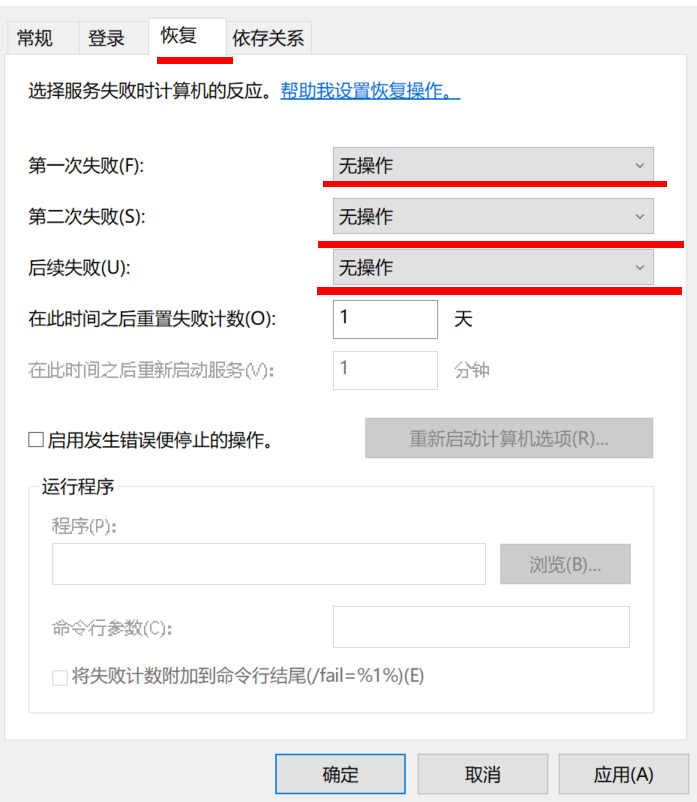 常规 登录 恢复 依存关系
选择服务失败时计算机的反应。帮助我设置恢复操作。
第一次失败(F): 无操作
第二次失败(S): 无操作
后续失败(U): 无操作
在此时间之后重置失败计数(O): 1 天
在此时间之后重新启动服务(V): 1 分钟
启用发生错误便停止的操作。 重新启动计算机选项(R)...
运行程序
程序(P):
浏览(B)...
命令行参数(C):
将失败计数附加到命令行结尾(/fail=%1%)(E)
确定 取消 应用(A)